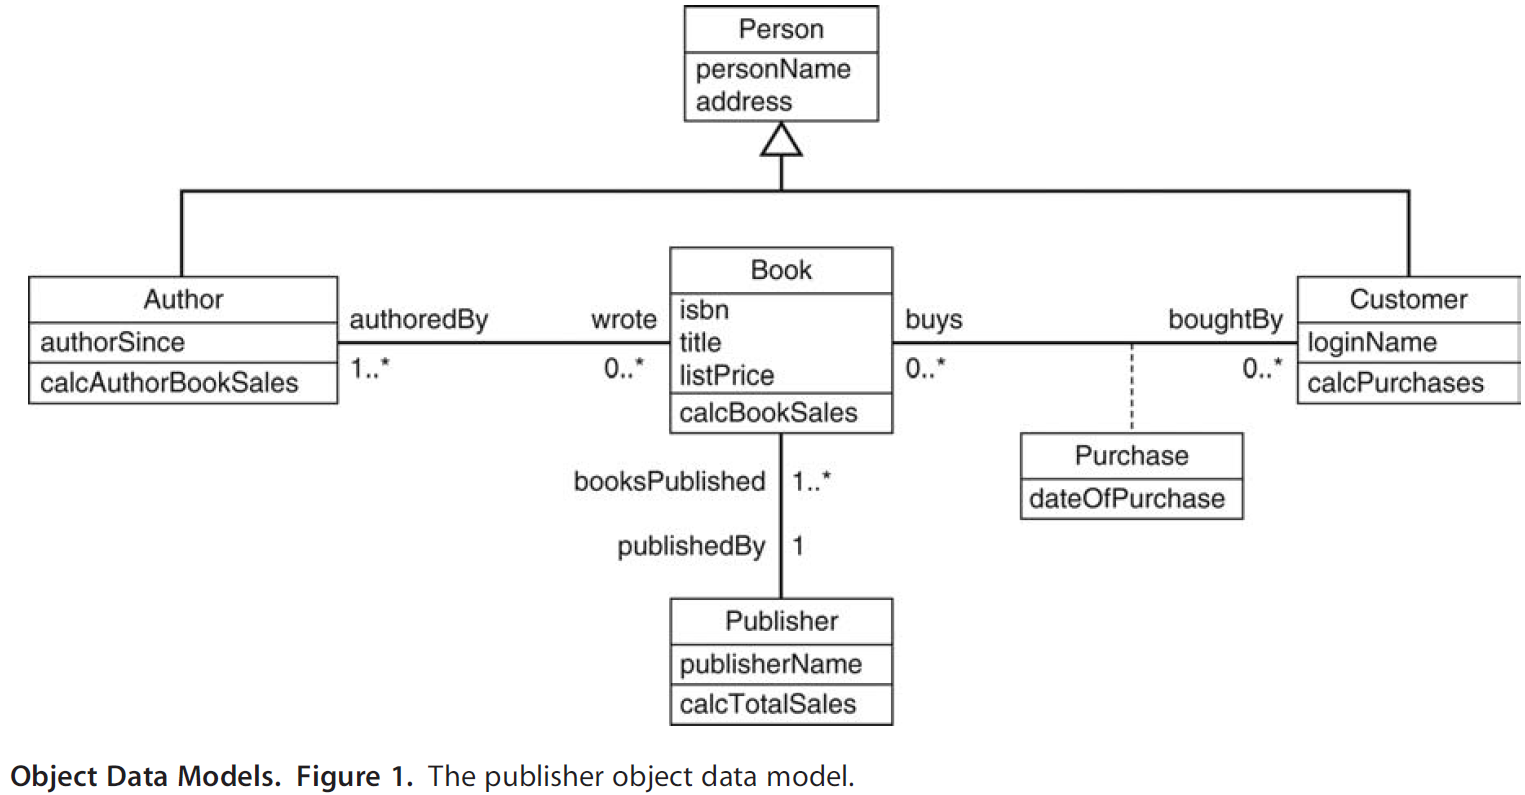 Person
personName
address
Author
authorSince
calcAuthorBookSales
authoredBy
1..*
wrote
0..*
Book
isbn
title
listPrice
calcBookSales
buys
0..*
boughtBy
0..*
Customer
loginName
calcPurchases
Purchase
dateOfPurchase
booksPublished
1..*
publishedBy
1
Publisher
publisherName
calcTotalSales
Object Data Models. Figure 1. The publisher object data model.